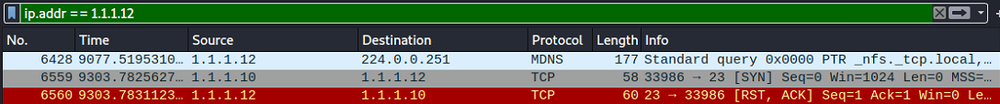 ip.addr == 1.1.1.12
No. Time Source Destination Protocol Length Info
6428 9077.5195310… 1.1.1.12 224.0.0.251 MDNS 177 Standard query 0x0000 PTR _nfs._tcp.local,…
6559 9303.7825627… 1.1.1.10 1.1.1.12 TCP 58 33986 → 23 [SYN] Seq=0 Win=1024 Len=0 MSS=…
6560 9303.7831123… 1.1.1.12 1.1.1.10 TCP 60 23 → 33986 [RST, ACK] Seq=1 Ack=1 Win=0 Le…